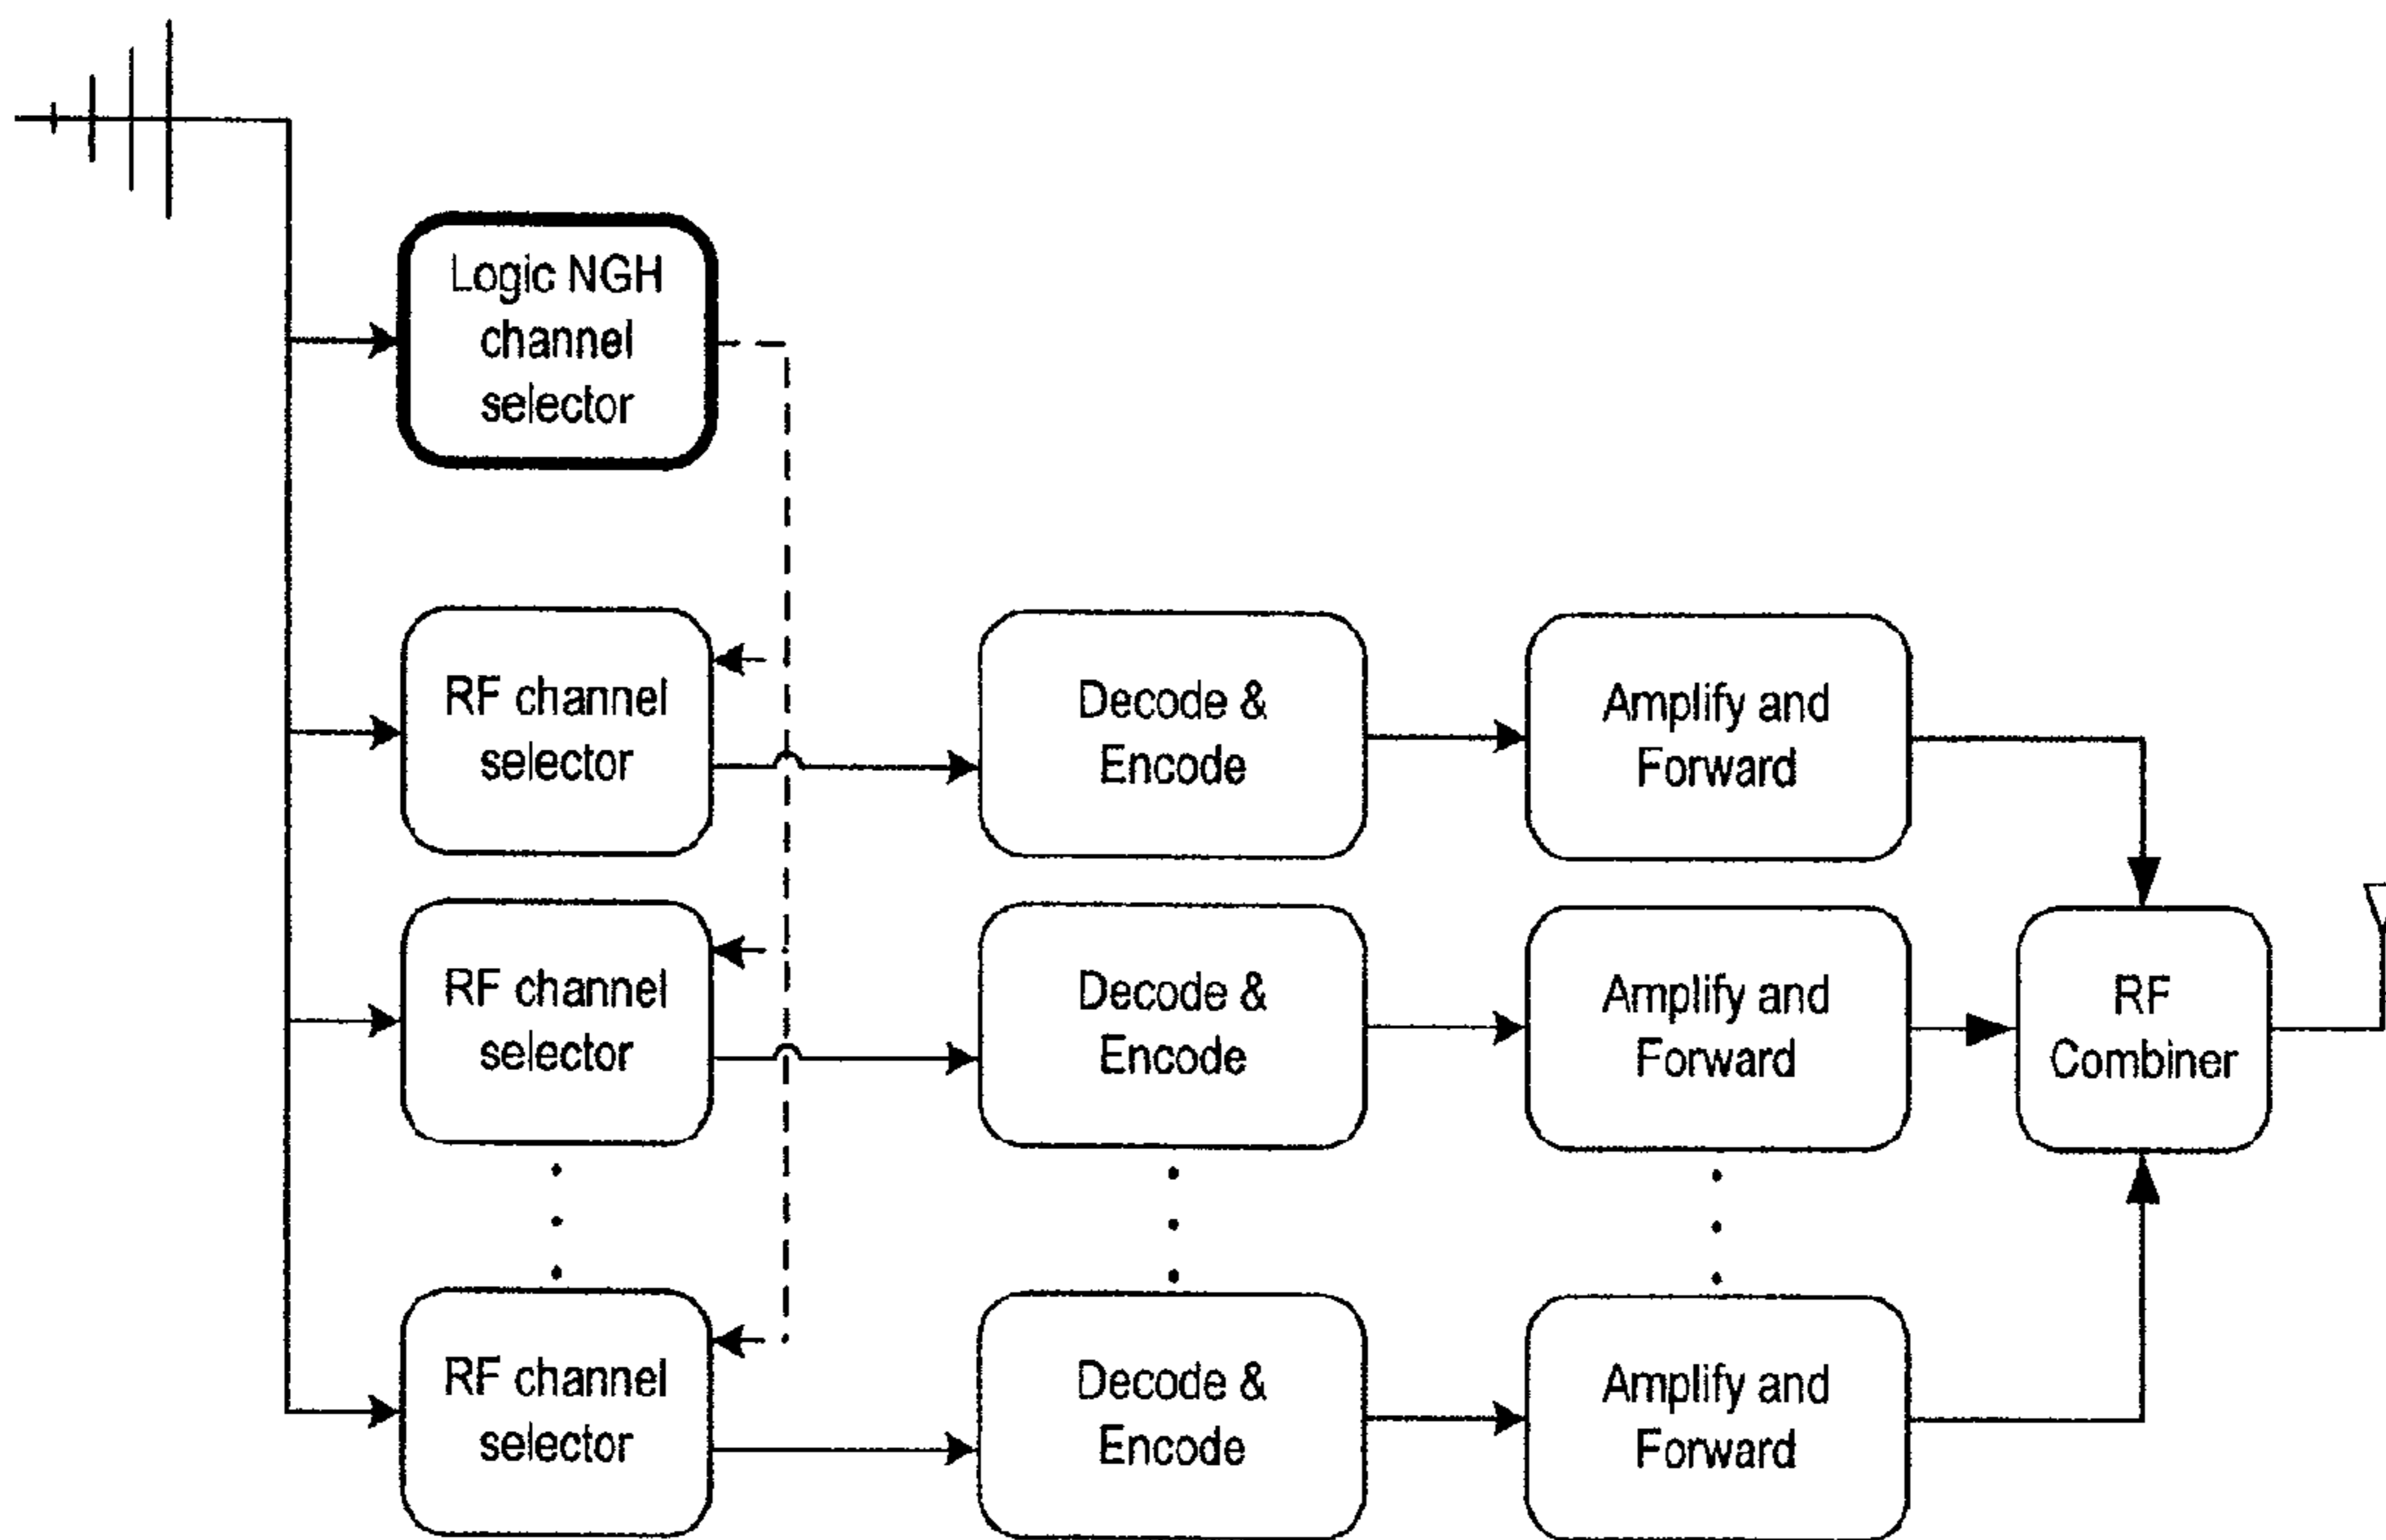 Logic NGH
channel
selector
RF channel
selector
Decode &
Encode
Amplify and
Forward
RF channel
selector
Decode &
Encode
Amplify and
Forward
RF
Combiner
RF channel
selector
Decode &
Encode
Amplify and
Forward